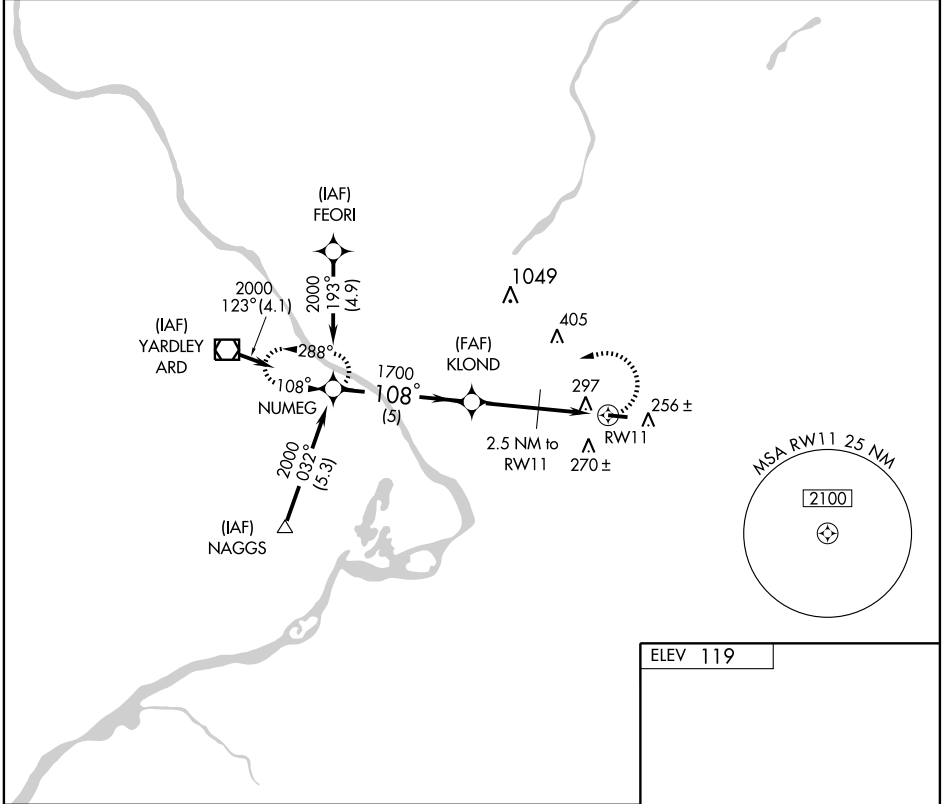 (IAF)
FEORI
2000
193°
(4.9)
2000
123° (4.1)
(IAF)
YARDLEY
ARD
288°
108°
NUMEG
1700
108°
(5)
(FAF)
KLOND
1049
405
297
256 ±
RW11
270 ±
2.5 NM to
RW11
2000
032°
(5.3)
(IAF)
NAGGS
MSA RW11 25 NM
2100
ELEV 119